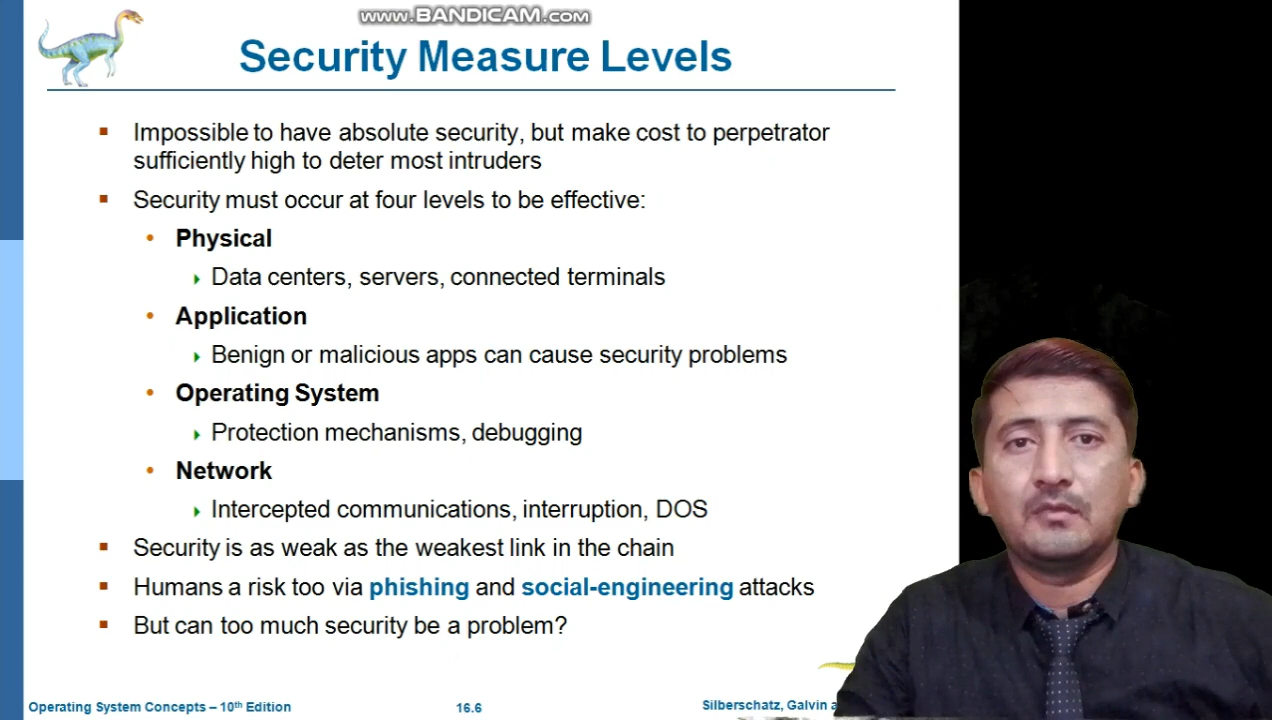 www.BANDICAM.com
Security Measure Levels
Impossible to have absolute security, but make cost to perpetrator
sufficiently high to deter most intruders
Security must occur at four levels to be effective:
Physical
Data centers, servers, connected terminals
Application
Benign or malicious apps can cause security problems
Operating System
Protection mechanisms, debugging
Network
Intercepted communications, interruption, DOS
Security is as weak as the weakest link in the chain
Humans a risk too via phishing and social-engineering attacks
But can too much security be a problem?
Operating System Concepts – 10th Edition
16.6
Silberschatz, Galvin a